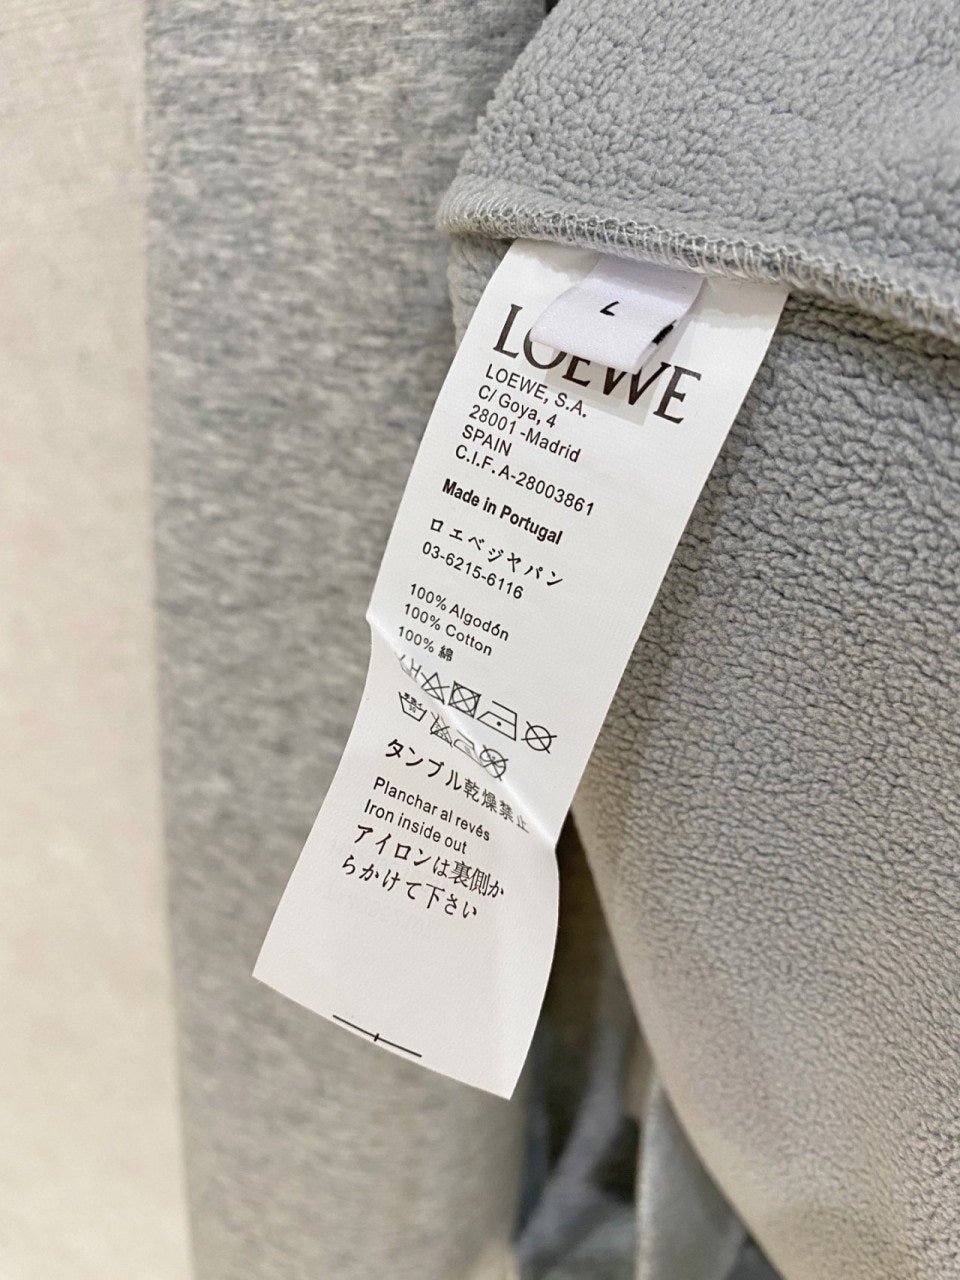 LOEWE
LOEWE, S.A.
C/ Goya, 4
28001 -Madrid
SPAIN
C.I.F. A-28003861
Made in Portugal
ロエベジャパン
03-6215-6116
100% Algodón
100% Cotton
100% 綿
タンブル乾燥禁止
Planchar al revés
Iron inside out
アイロンは裏側か
らかけて下さい